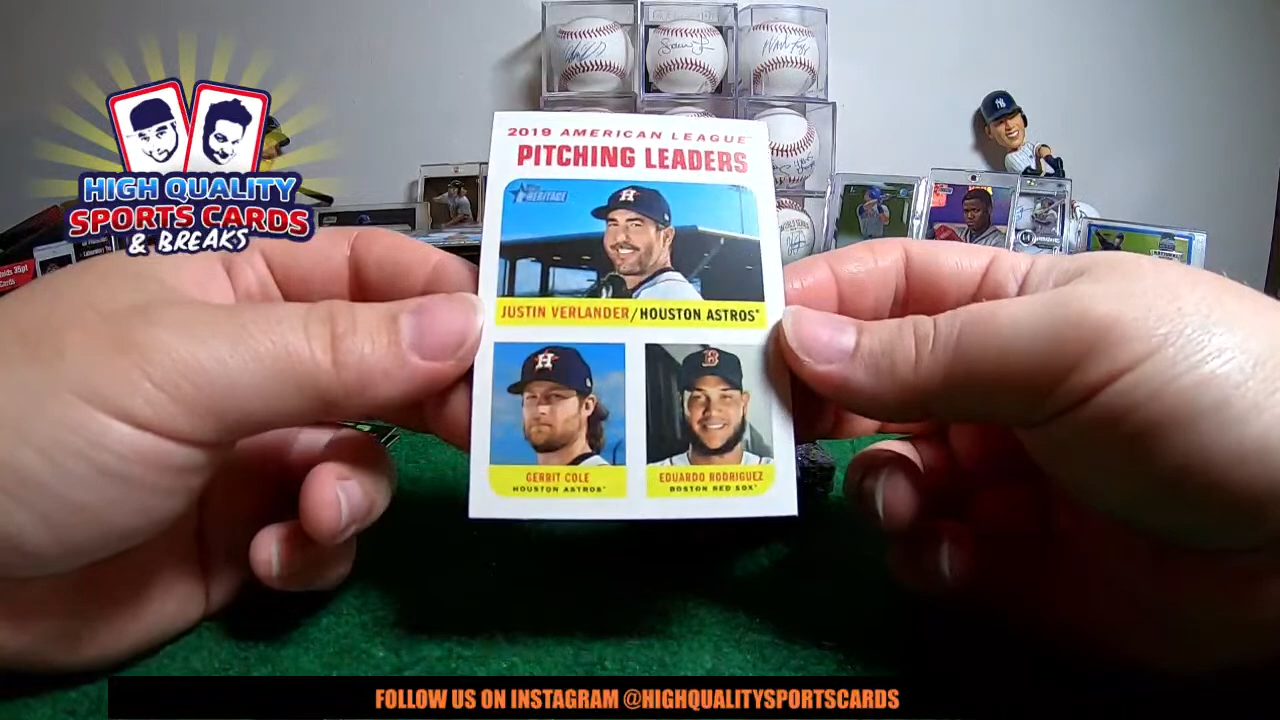 HIGH QUALITY
SPORTS CARDS
& BREAKS
2019 AMERICAN LEAGUE
PITCHING LEADERS
HERITAGE
JUSTIN VERLANDER/HOUSTON ASTROS
GERRIT COLE
HOUSTON ASTROS
EDUARDO RODRIGUEZ
BOSTON RED SOX
FOLLOW US ON INSTAGRAM @HIGHQUALITYSPORTSCARDS